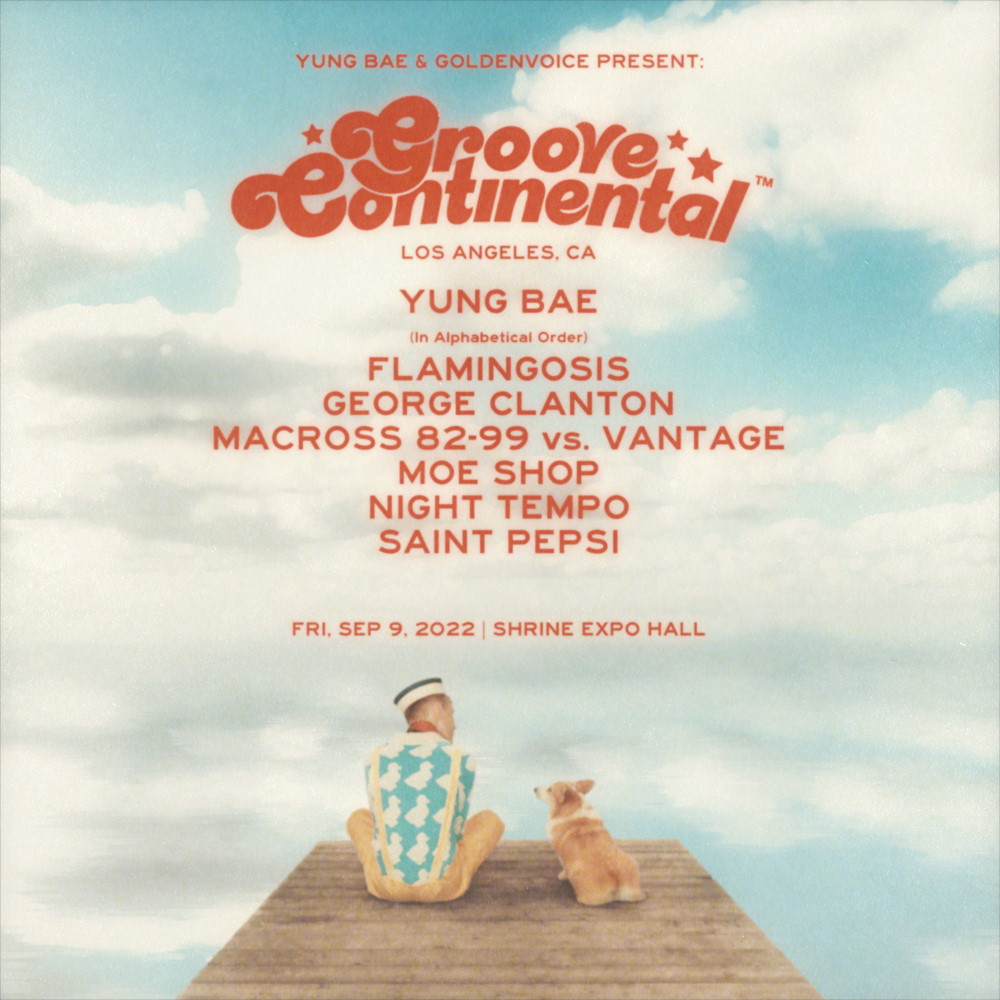 YUNG BAE & GOLDENVOICE PRESENT:
Groove
Continental™
LOS ANGELES, CA
YUNG BAE
(In Alphabetical Order)
FLAMINGOSIS
GEORGE CLANTON
MACROSS 82-99 vs. VANTAGE
MOE SHOP
NIGHT TEMPO
SAINT PEPSI
FRI, SEP 9, 2022 | SHRINE EXPO HALL